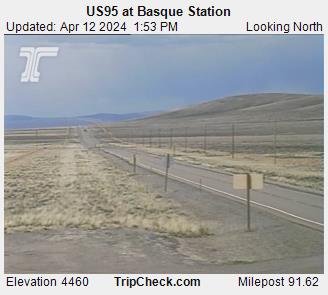 US95 at Basque Station
Updated: Apr 12 2024 1:53 PM Looking North
Elevation 4460 TripCheck.com Milepost 91.62